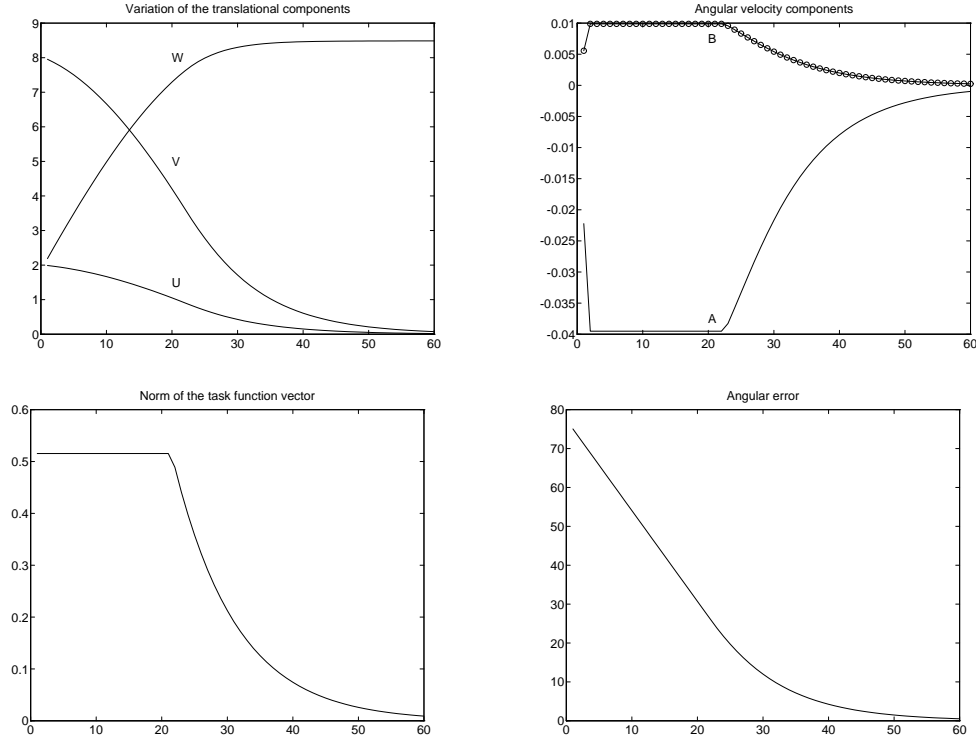 Variation of the translational components
9
8
7
6
5
4
3
2
1
0
W
V
U
0 10 20 30 40 50 60
Angular velocity components
0.01
0.005
0
-0.005
-0.01
-0.015
-0.02
-0.025
-0.03
-0.035
-0.04
B
A
0 10 20 30 40 50 60
Norm of the task function vector
0.6
0.5
0.4
0.3
0.2
0.1
0
0 10 20 30 40 50 60
Angular error
80
70
60
50
40
30
20
10
0
0 10 20 30 40 50 60